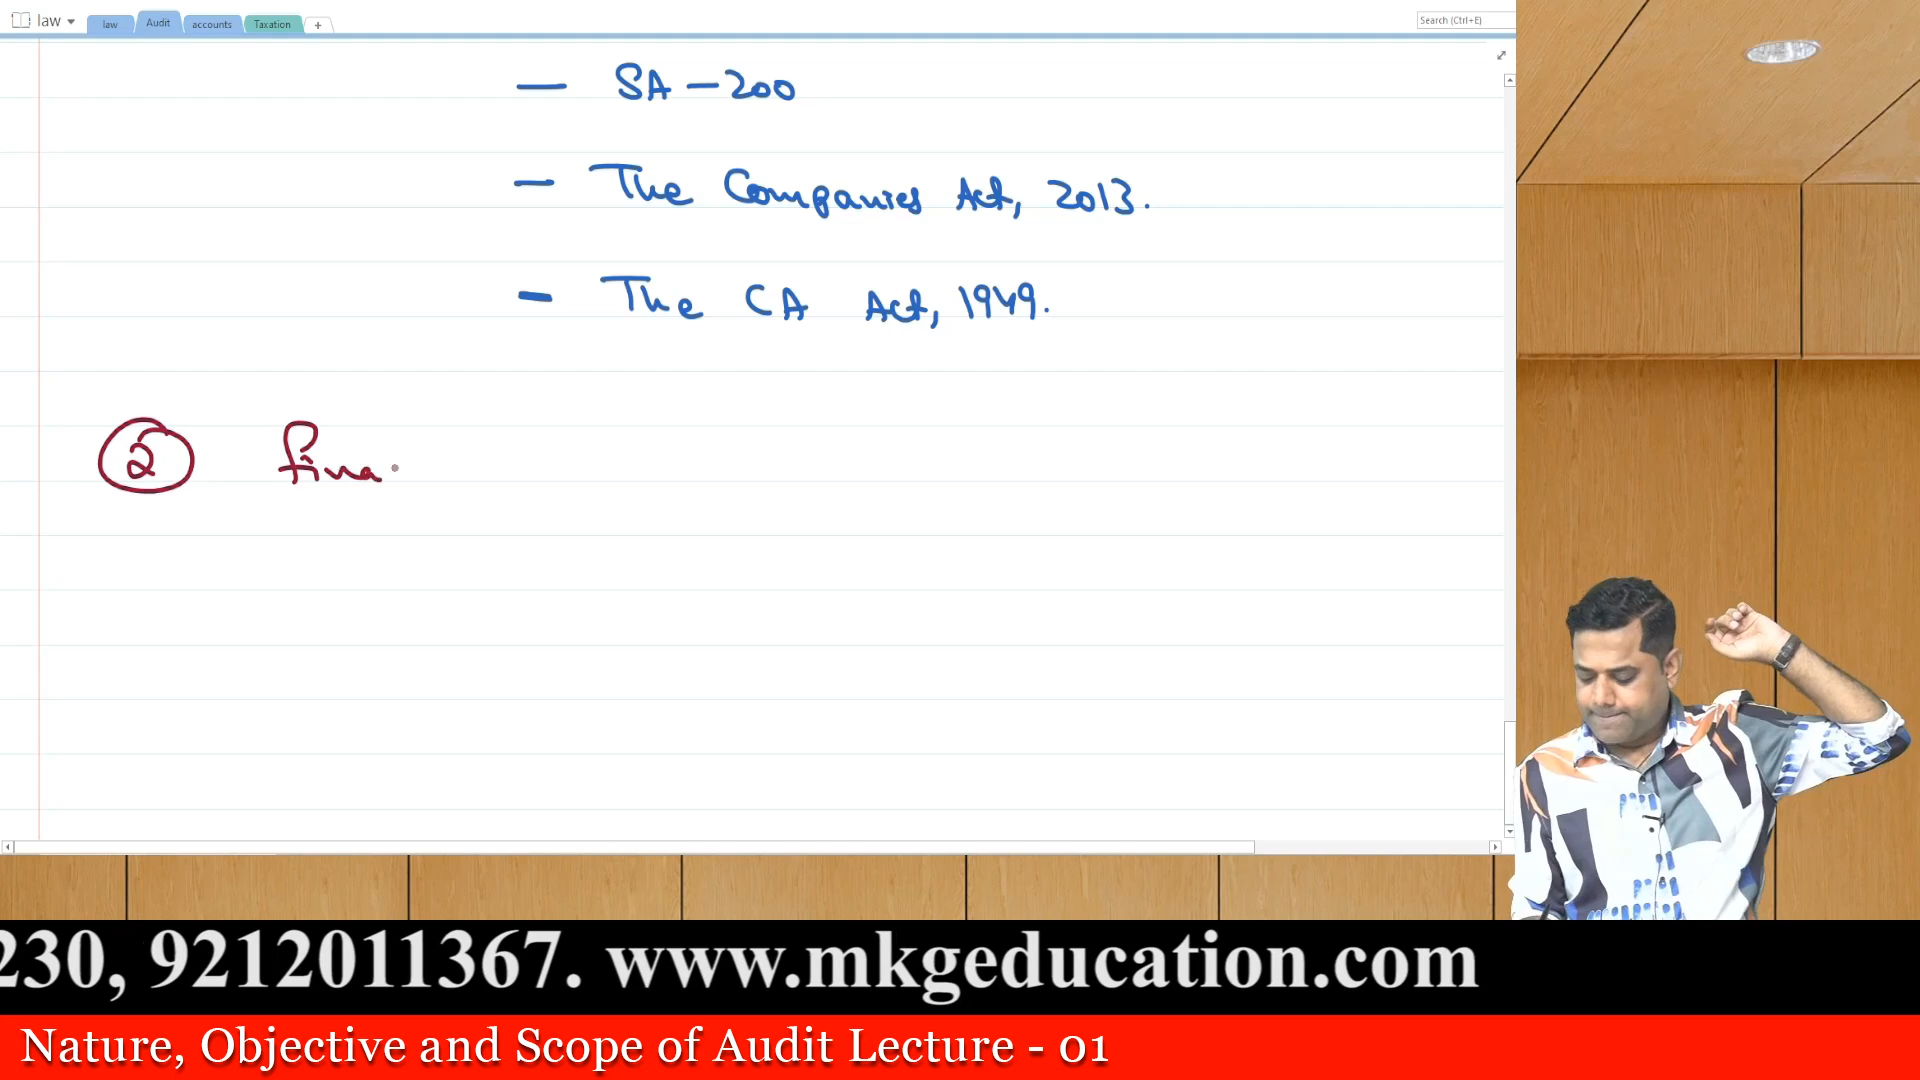 law
law Audit accounts Taxation +
Search (Ctrl+E)
— SA - 200
— The Companies Act, 2013.
- The CA Act, 1949.
② fina
230, 9212011367. www.mkgeducation.com
Nature, Objective and Scope of Audit Lecture - 01